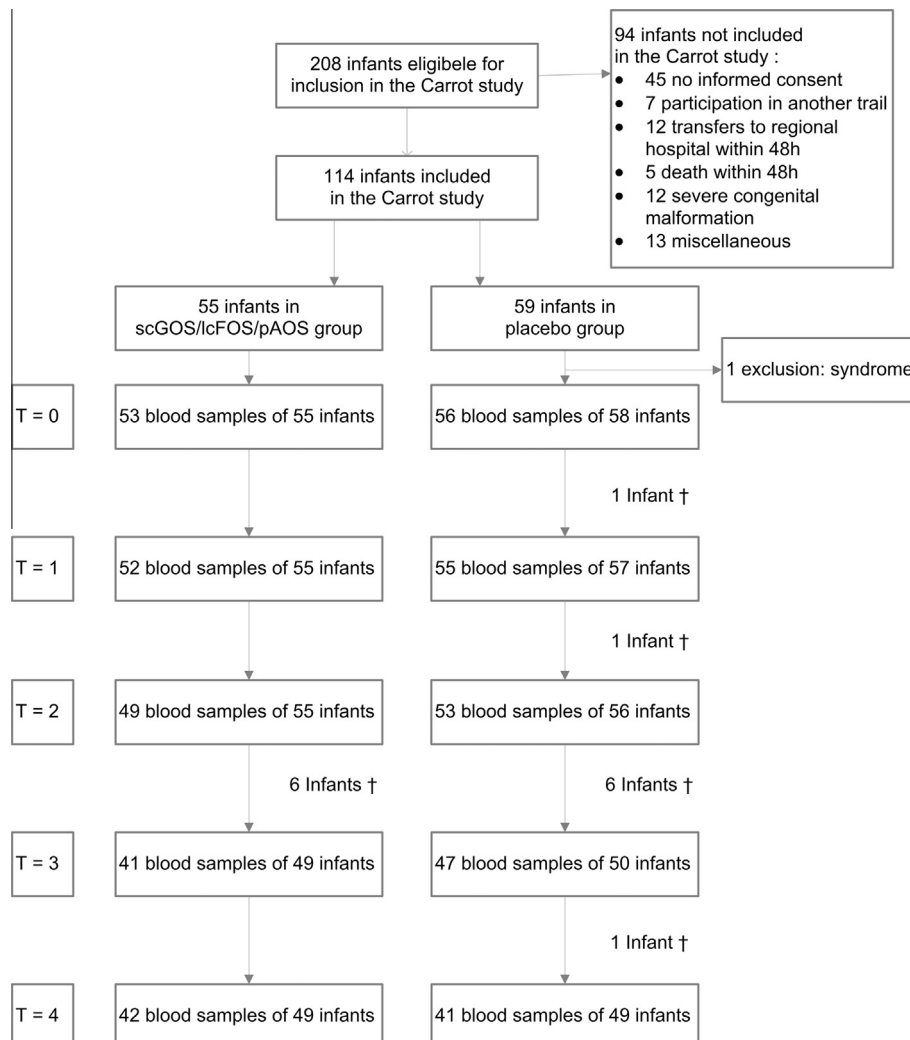 208 infants eligibele for
inclusion in the Carrot study
94 infants not included
in the Carrot study :
● 45 no informed consent
● 7 participation in another trail
● 12 transfers to regional
hospital within 48h
● 5 death within 48h
● 12 severe congenital
malformation
● 13 miscellaneous
114 infants included
in the Carrot study
55 infants in
scGOS/lcFOS/pAOS group
59 infants in
placebo group
1 exclusion: syndrome
T = 0
53 blood samples of 55 infants
56 blood samples of 58 infants
1 Infant †
T = 1
52 blood samples of 55 infants
55 blood samples of 57 infants
1 Infant †
T = 2
49 blood samples of 55 infants
53 blood samples of 56 infants
6 Infants †
6 Infants †
T = 3
41 blood samples of 49 infants
47 blood samples of 50 infants
1 Infant †
T = 4
42 blood samples of 49 infants
41 blood samples of 49 infants